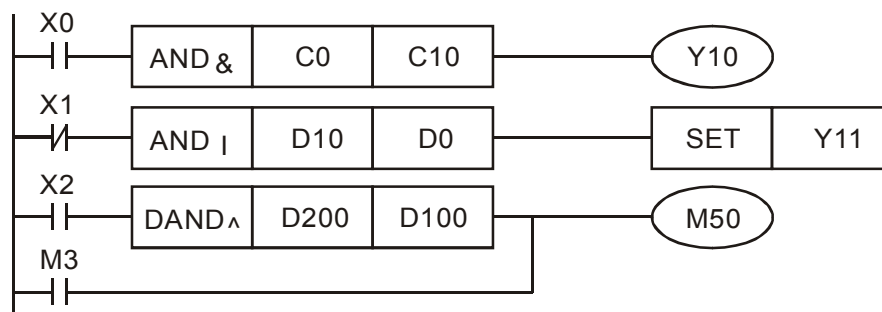 X0
AND & C0 C10 Y10
X1
AND | D10 D0 SET Y11
X2
DAND ^ D200 D100 M50
M3